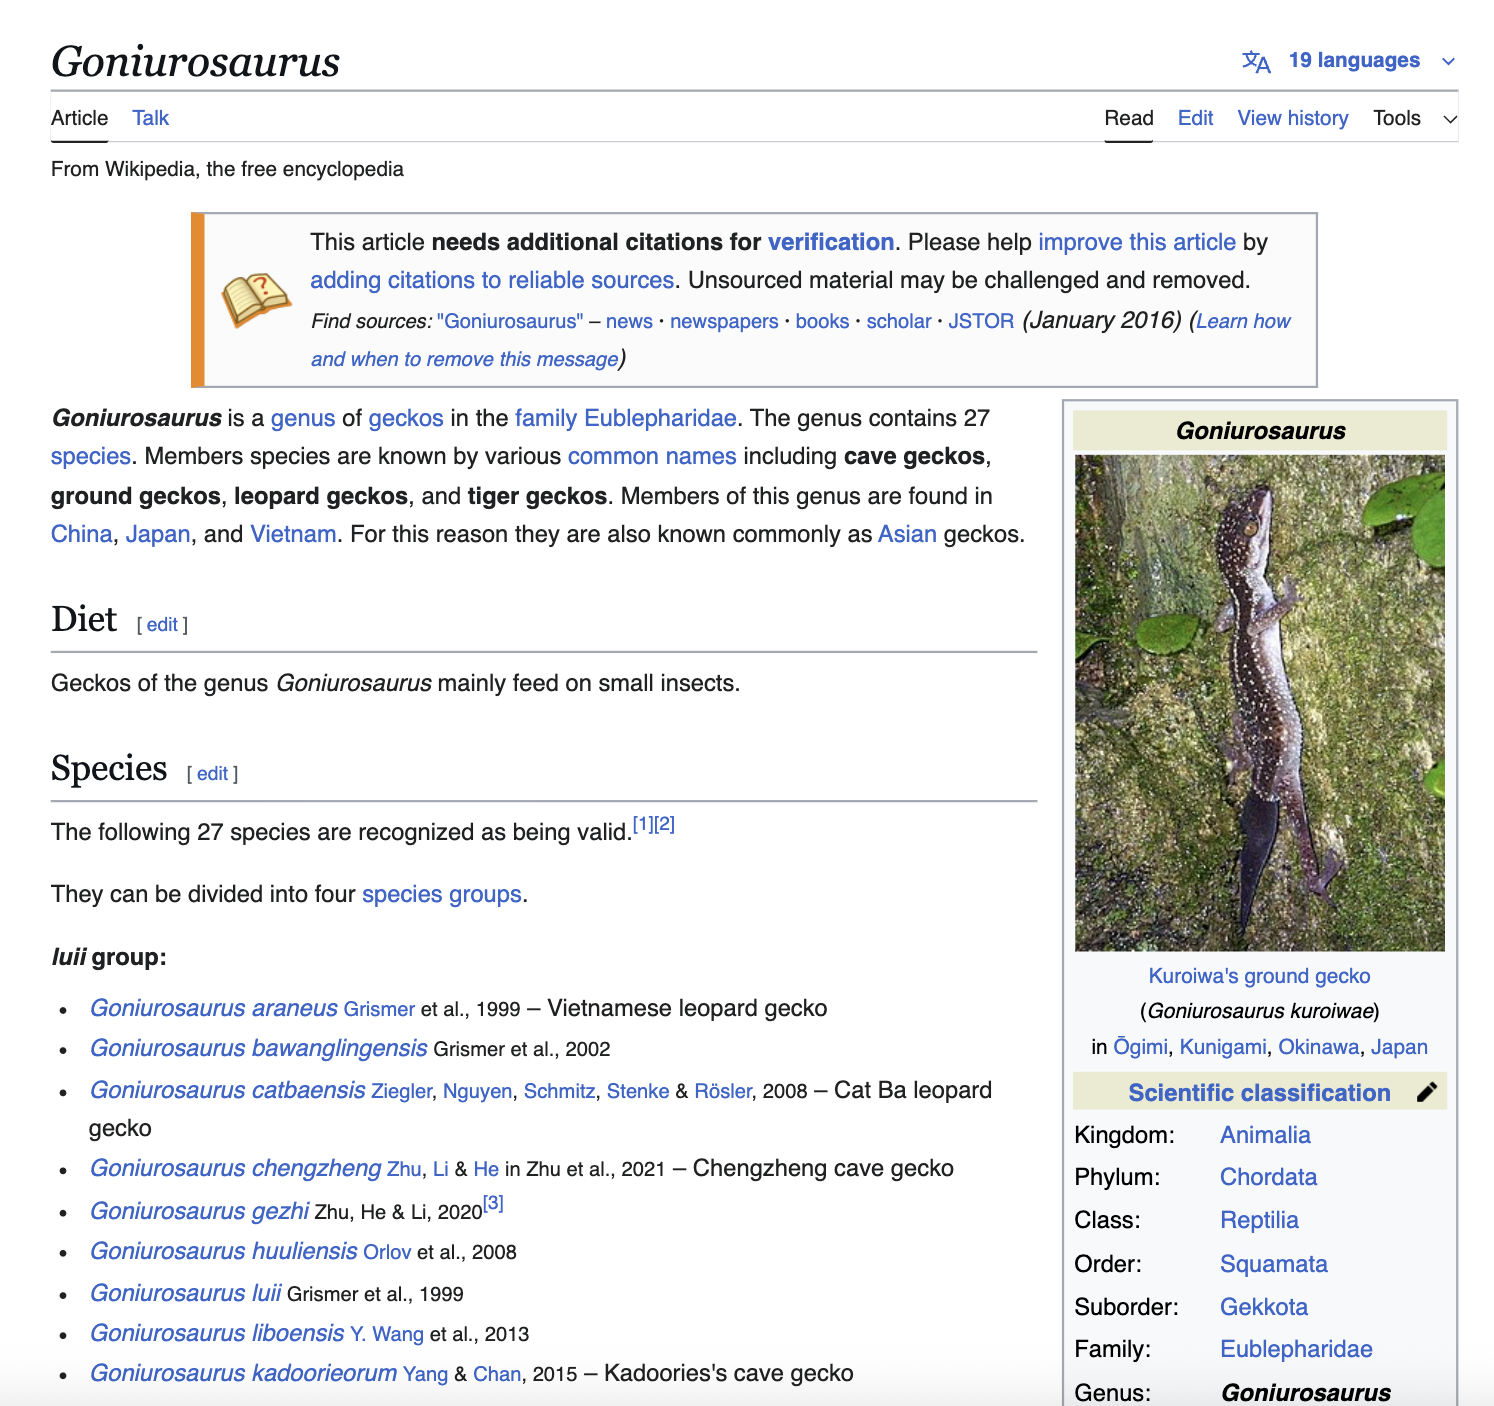 Goniurosaurus
19 languages
Article Talk
Read Edit View history Tools
From Wikipedia, the free encyclopedia
This article needs additional citations for verification. Please help improve this article by
adding citations to reliable sources. Unsourced material may be challenged and removed.
Find sources: "Goniurosaurus" – news · newspapers · books · scholar · JSTOR (January 2016) (Learn how
and when to remove this message)
Goniurosaurus is a genus of geckos in the family Eublepharidae. The genus contains 27
species. Members species are known by various common names including cave geckos,
ground geckos, leopard geckos, and tiger geckos. Members of this genus are found in
China, Japan, and Vietnam. For this reason they are also known commonly as Asian geckos.
Diet [ edit ]
Geckos of the genus Goniurosaurus mainly feed on small insects.
Species [ edit ]
The following 27 species are recognized as being valid.[1][2]
They can be divided into four species groups.
luii group:
• Goniurosaurus araneus Grismer et al., 1999 – Vietnamese leopard gecko
• Goniurosaurus bawanglingensis Grismer et al., 2002
• Goniurosaurus catbaensis Ziegler, Nguyen, Schmitz, Stenke & Rösler, 2008 – Cat Ba leopard
gecko
• Goniurosaurus chengzheng Zhu, Li & He in Zhu et al., 2021 – Chengzheng cave gecko
• Goniurosaurus gezhi Zhu, He & Li, 2020[3]
• Goniurosaurus huuliensis Orlov et al., 2008
• Goniurosaurus luii Grismer et al., 1999
• Goniurosaurus liboensis Y. Wang et al., 2013
• Goniurosaurus kadoorieorum Yang & Chan, 2015 – Kadoories's cave gecko
Goniurosaurus
Kuroiwa's ground gecko
(Goniurosaurus kuroiwae)
in Ōgimi, Kunigami, Okinawa, Japan
Scientific classification
Kingdom: Animalia
Phylum: Chordata
Class: Reptilia
Order: Squamata
Suborder: Gekkota
Family: Eublepharidae
Genus: Goniurosaurus